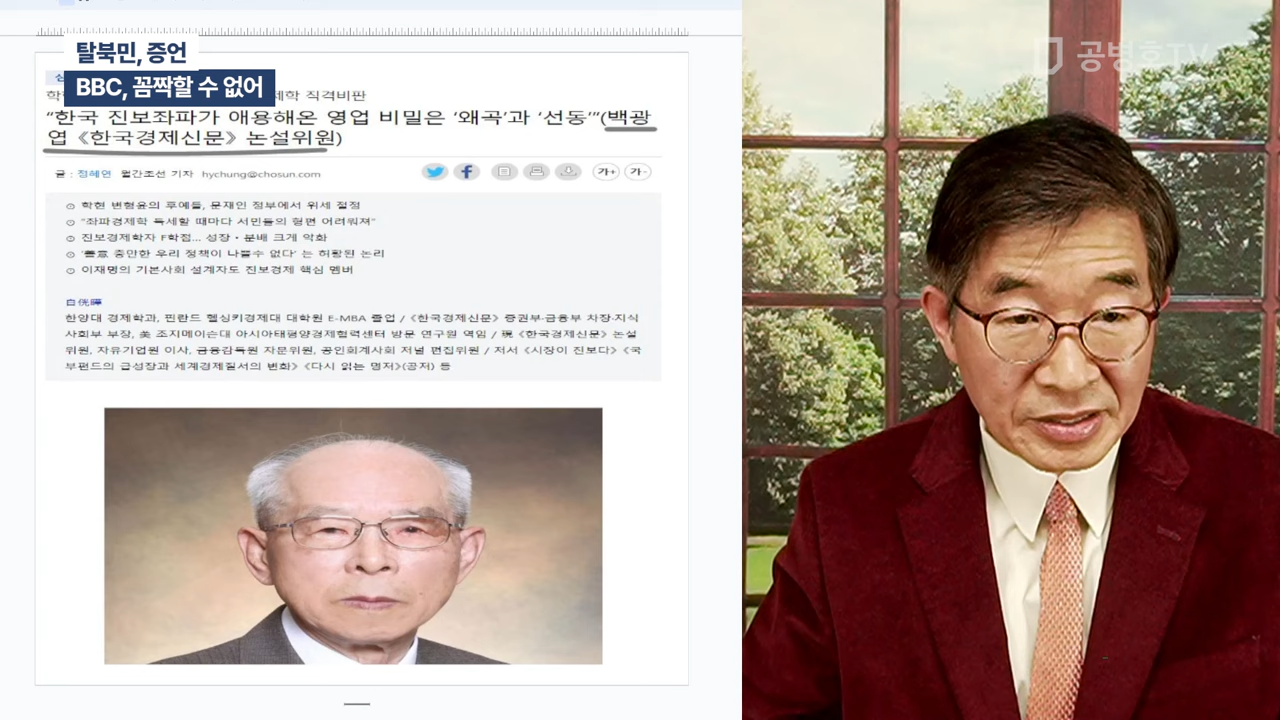 탈북민, 증언
BBC, 꼼짝할 수 없어
공병호TV
제학 직격비판
“한국 진보좌파가 애용해온 영업 비밀은 ‘왜곡’과 ‘선동’”(백광
엽《한국경제신문》 논설위원)
글 : 정혜연 월간조선 기자 hychung@chosun.com
가+ 가-
⊙ 학현 변형윤의 후예들, 문재인 정부에서 위세 절정
⊙ “좌파경제학 득세할 때마다 서민들의 형편 어려워져”
⊙ 진보경제학자 F학점... 성장·분배 크게 악화
⊙ ‘善意 충만한 우리 정책이 나쁠수 없다’는 허황된 논리
⊙ 이재명의 기본사회 설계자도 진보경제 핵심 멤버
白侊曄
한양대 경제학과, 핀란드 헬싱키경제대 대학원 E-MBA 졸업 /《한국경제신문》 증권부·금융부 차장·지식
사회부 부장, 美 조지메이슨대 아시아태평양경제협력센터 방문 연구원 역임 / 現《한국경제신문》 논설
위원, 자유기업원 이사, 금융감독원 자문위원, 공인회계사회 저널 편집위원 / 저서《시장이 진보다》《국
부펀드의 급성장과 세계경제질서의 변화》《다시 읽는 명저》(공저) 등